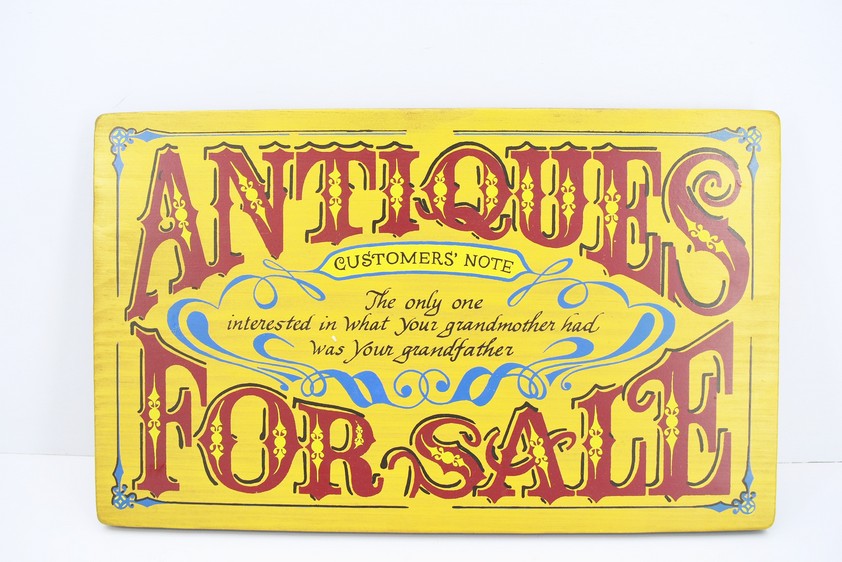 ANTIQUES
CUSTOMERS' NOTE
The only one
interested in what your grandmother had
was your grandfather
FOR SALE